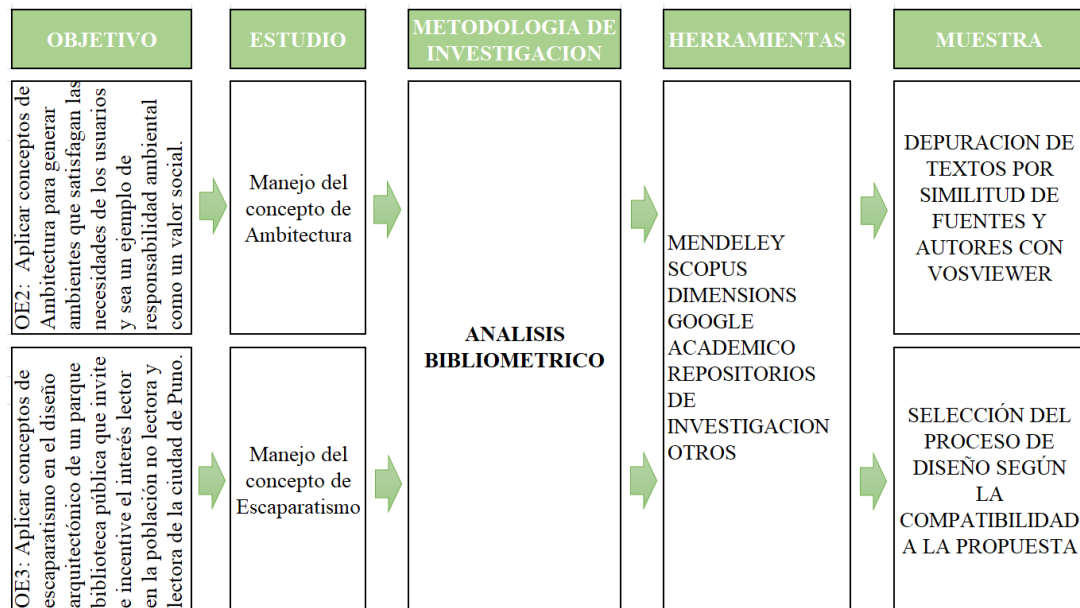 OBJETIVO
ESTUDIO
METODOLOGIA DE
INVESTIGACION
HERRAMIENTAS
MUESTRA
OE2: Aplicar conceptos de
Ambitectura para generar
ambientes que satisfagan las
necesidades de los usuarios
y sea un ejemplo de
responsabilidad ambiental
como un valor social.
Manejo del
concepto de
Ambitectura
OE3: Aplicar conceptos de
escaparatismo en el diseño
arquitectónico de un parque
biblioteca pública que invite
e incentive el interés lector
en la población no lectora y
lectora de la ciudad de Puno.
Manejo del
concepto de
Escaparatismo
ANALISIS
BIBLIOMETRICO
MENDELEY
SCOPUS
DIMENSIONS
GOOGLE
ACADEMICO
REPOSITORIOS
DE
INVESTIGACION
OTROS
DEPURACION DE
TEXTOS POR
SIMILITUD DE
FUENTES Y
AUTORES CON
VOSVIEWER
SELECCIÓN DEL
PROCESO DE
DISEÑO SEGÚN
LA
COMPATIBILIDAD
A LA PROPUESTA